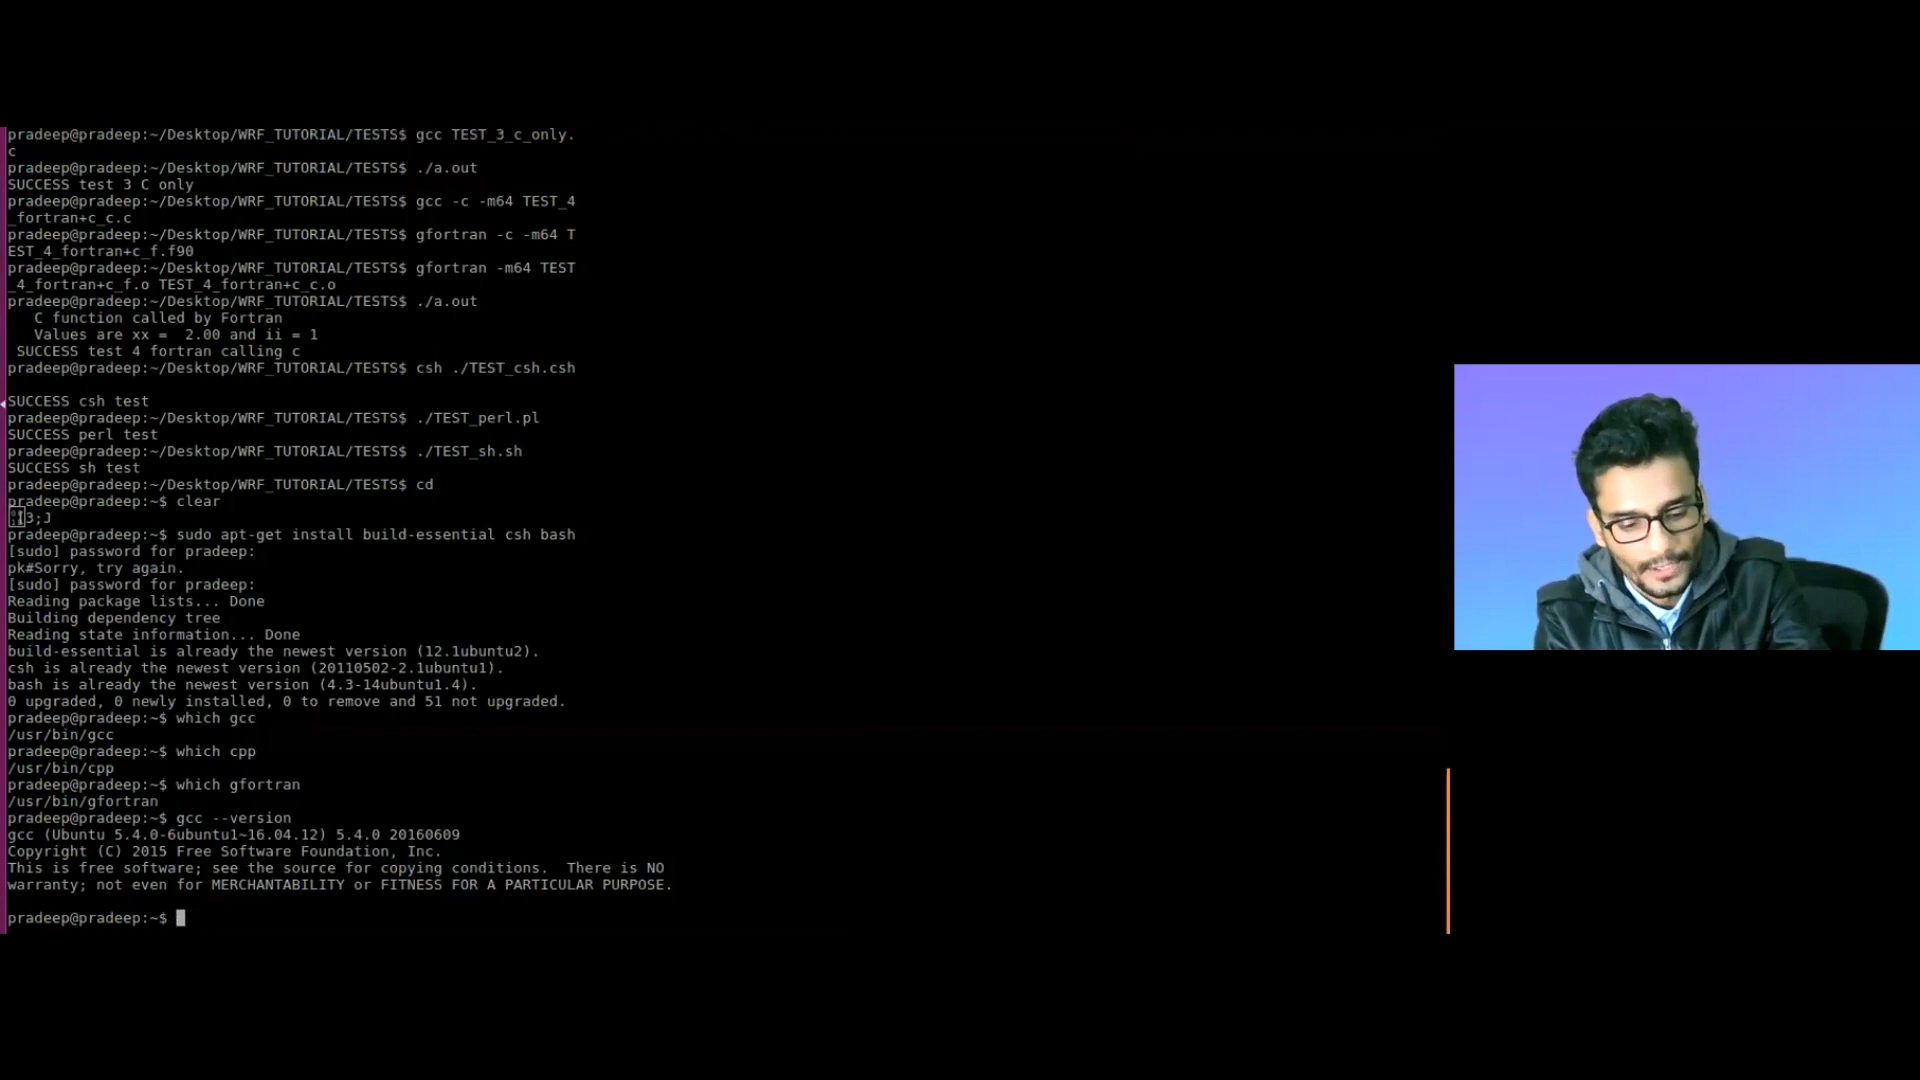 pradeep@pradeep:~/Desktop/WRF_TUTORIAL/TESTS$ gcc TEST_3_c_only.
c
pradeep@pradeep:~/Desktop/WRF_TUTORIAL/TESTS$ ./a.out
SUCCESS test 3 C only
pradeep@pradeep:~/Desktop/WRF_TUTORIAL/TESTS$ gcc -c -m64 TEST_4
_fortran+c_c.c
pradeep@pradeep:~/Desktop/WRF_TUTORIAL/TESTS$ gfortran -c -m64 T
EST_4_fortran+c_f.f90
pradeep@pradeep:~/Desktop/WRF_TUTORIAL/TESTS$ gfortran -m64 TEST
_4_fortran+c_f.o TEST_4_fortran+c_c.o
pradeep@pradeep:~/Desktop/WRF_TUTORIAL/TESTS$ ./a.out
   C function called by Fortran
   Values are xx =  2.00 and ii = 1
 SUCCESS test 4 fortran calling c
pradeep@pradeep:~/Desktop/WRF_TUTORIAL/TESTS$ csh ./TEST_csh.csh
SUCCESS csh test
pradeep@pradeep:~/Desktop/WRF_TUTORIAL/TESTS$ ./TEST_perl.pl
SUCCESS perl test
pradeep@pradeep:~/Desktop/WRF_TUTORIAL/TESTS$ ./TEST_sh.sh
SUCCESS sh test
pradeep@pradeep:~/Desktop/WRF_TUTORIAL/TESTS$ cd
pradeep@pradeep:~$ clear
3;J
pradeep@pradeep:~$ sudo apt-get install build-essential csh bash
[sudo] password for pradeep:
pk#Sorry, try again.
[sudo] password for pradeep:
Reading package lists... Done
Building dependency tree
Reading state information... Done
build-essential is already the newest version (12.1ubuntu2).
csh is already the newest version (20110502-2.1ubuntu1).
bash is already the newest version (4.3-14ubuntu1.4).
0 upgraded, 0 newly installed, 0 to remove and 51 not upgraded.
pradeep@pradeep:~$ which gcc
/usr/bin/gcc
pradeep@pradeep:~$ which cpp
/usr/bin/cpp
pradeep@pradeep:~$ which gfortran
/usr/bin/gfortran
pradeep@pradeep:~$ gcc --version
gcc (Ubuntu 5.4.0-6ubuntu1~16.04.12) 5.4.0 20160609
Copyright (C) 2015 Free Software Foundation, Inc.
This is free software; see the source for copying conditions.  There is NO
warranty; not even for MERCHANTABILITY or FITNESS FOR A PARTICULAR PURPOSE.
pradeep@pradeep:~$